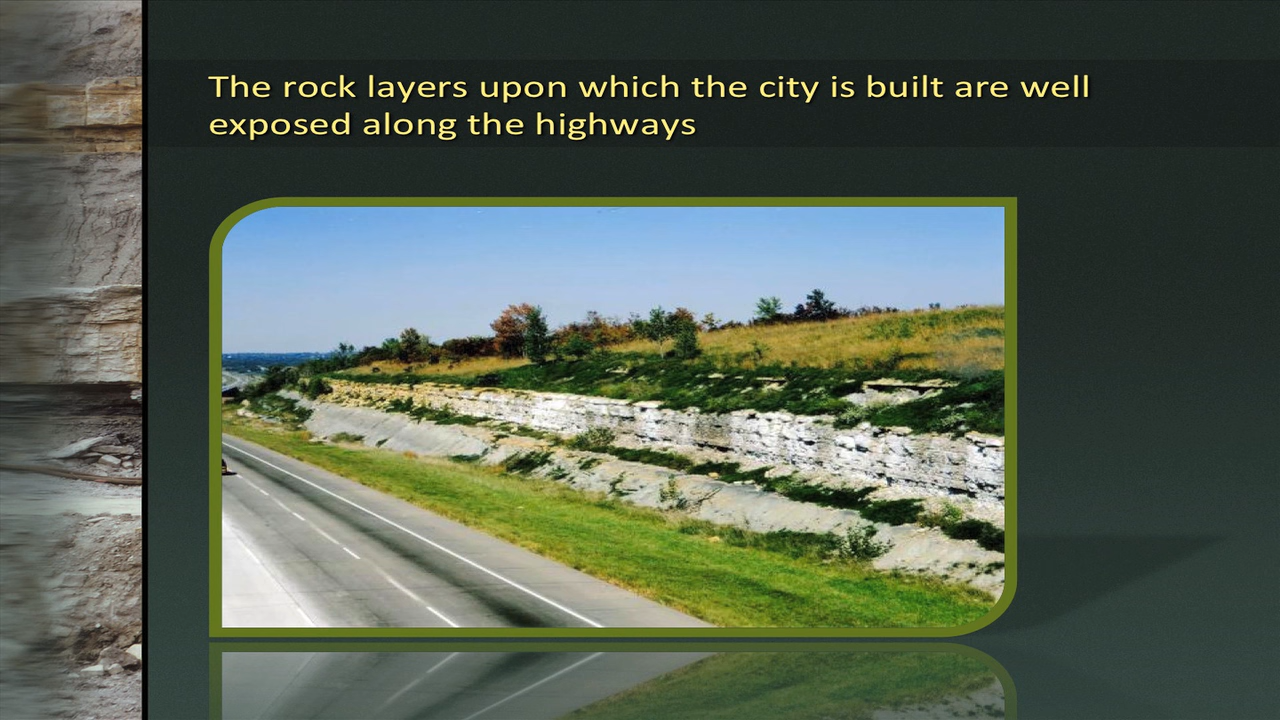 The rock layers upon which the city is built are well
exposed along the highways